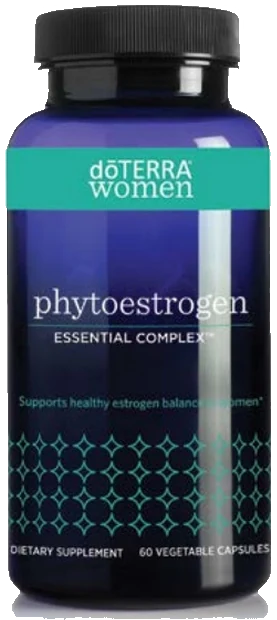 dōTERRA®
women
phytoestrogen
ESSENTIAL COMPLEX™
Supports healthy estrogen balance women*
DIETARY SUPPLEMENT 60 VEGETABLE CAPSULES